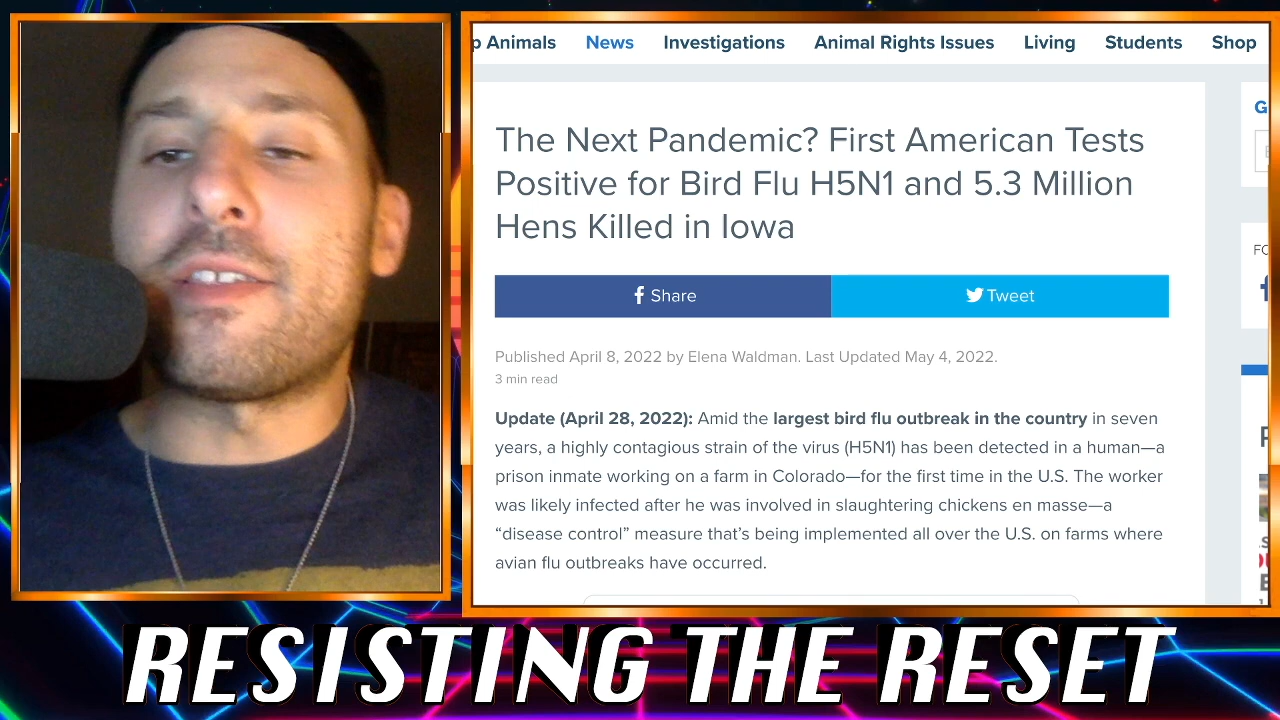 p Animals News Investigations Animal Rights Issues Living Students Shop
The Next Pandemic? First American Tests
Positive for Bird Flu H5N1 and 5.3 Million
Hens Killed in Iowa
Share Tweet
Published April 8, 2022 by Elena Waldman. Last Updated May 4, 2022.
3 min read
Update (April 28, 2022): Amid the largest bird flu outbreak in the country in seven
years, a highly contagious strain of the virus (H5N1) has been detected in a human—a
prison inmate working on a farm in Colorado—for the first time in the U.S. The worker
was likely infected after he was involved in slaughtering chickens en masse—a
“disease control” measure that’s being implemented all over the U.S. on farms where
avian flu outbreaks have occurred.
G
FO
RESISTING THE RESET